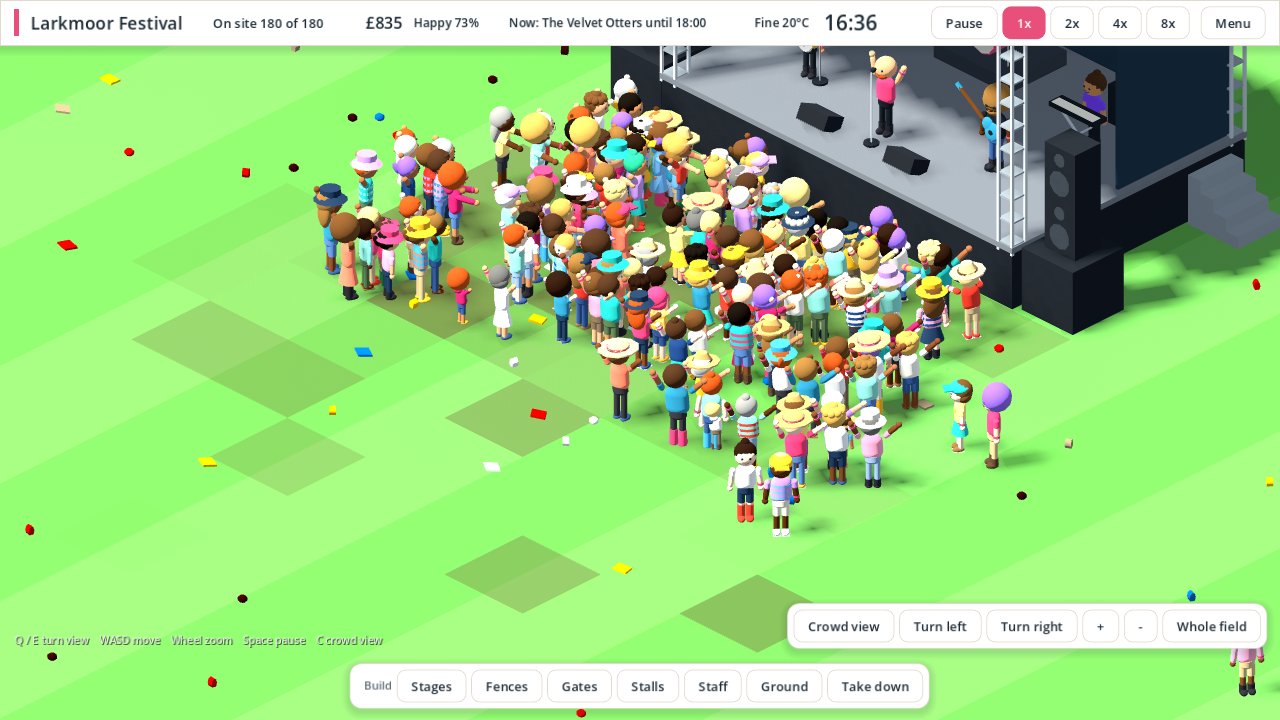 Larkmoor Festival On site 180 of 180 £835 Happy 73% Now: The Velvet Otters until 18:00 Fine 20°C 16:36 Pause 1x 2x 4x 8x Menu
Crowd view Turn left Turn right + - Whole field
Q / E turn view WASD move Wheel zoom Space pause C crowd view
Build Stages Fences Gates Stalls Staff Ground Take down